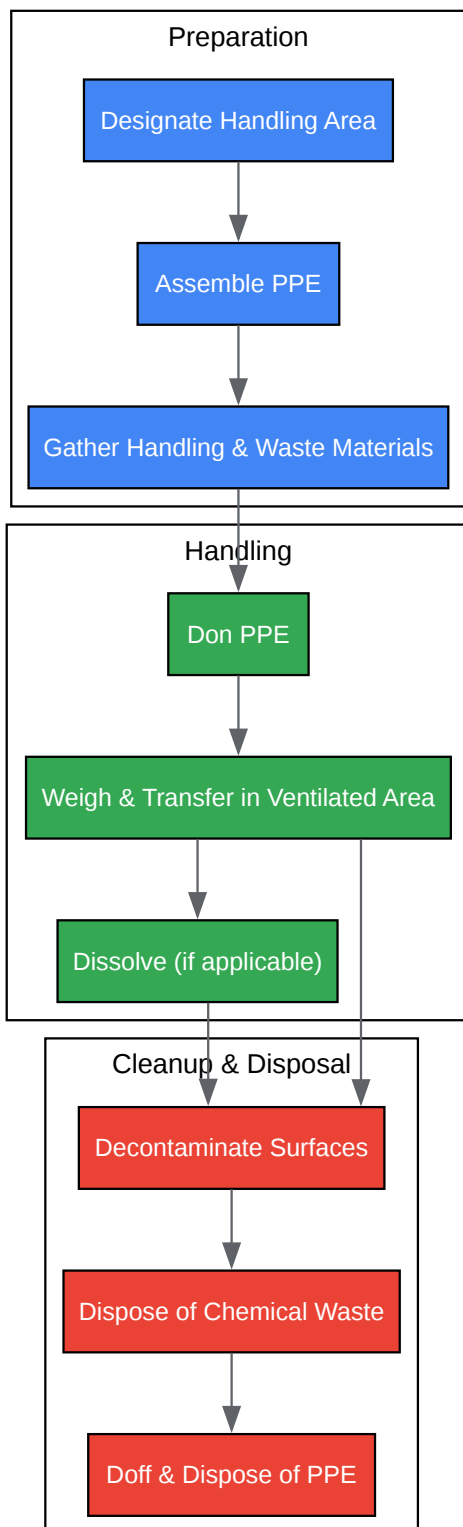 Preparation
Designate Handling Area
Assemble PPE
Gather Handling & Waste Materials
Handling
Don PPE
Weigh & Transfer in Ventilated Area
Dissolve (if applicable)
Cleanup & Disposal
Decontaminate Surfaces
Dispose of Chemical Waste
Doff & Dispose of PPE